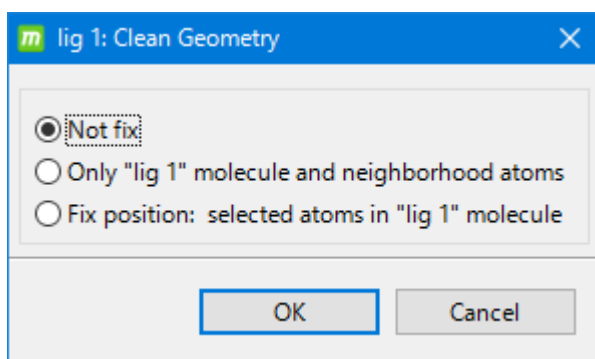 m lig 1: Clean Geometry
Not fix
Only "lig 1" molecule and neighborhood atoms
Fix position: selected atoms in "lig 1" molecule
OK
Cancel